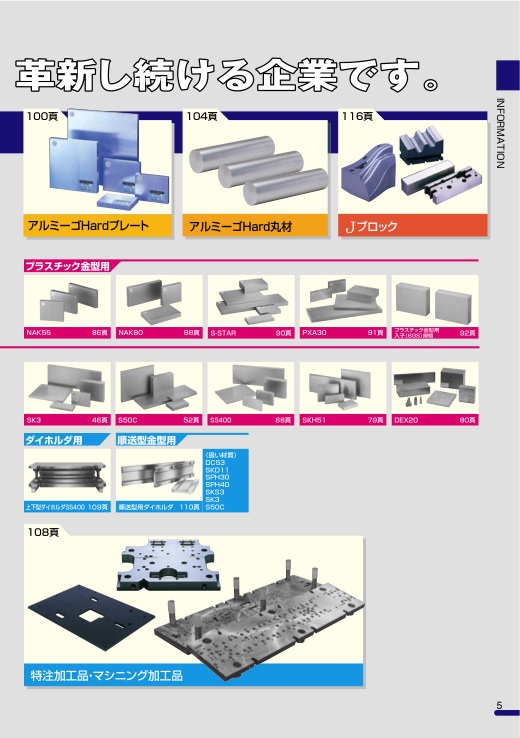 革新し続ける企業です。
INFORMATION
100頁
104頁
116頁
アルミーゴHardプレート
アルミーゴHard丸材
Jブロック
プラスチック金型用
NAK55 86頁
NAK80 88頁
S-STAR 90頁
PXA30 91頁
プラスチック金型用
入子(6GS)規格 92頁
SK3 46頁
S50C 52頁
SS400 68頁
SKH51 79頁
DEX20 80頁
ダイホルダ用
順送型金型用
上下型ダイホルダSS400 109頁
順送型用ダイホルダ 110頁
〈扱い材質〉
DC53
SKD11
SPH30
SPH40
SKS3
SK3
S50C
108頁
特注加工品・マシニング加工品
5